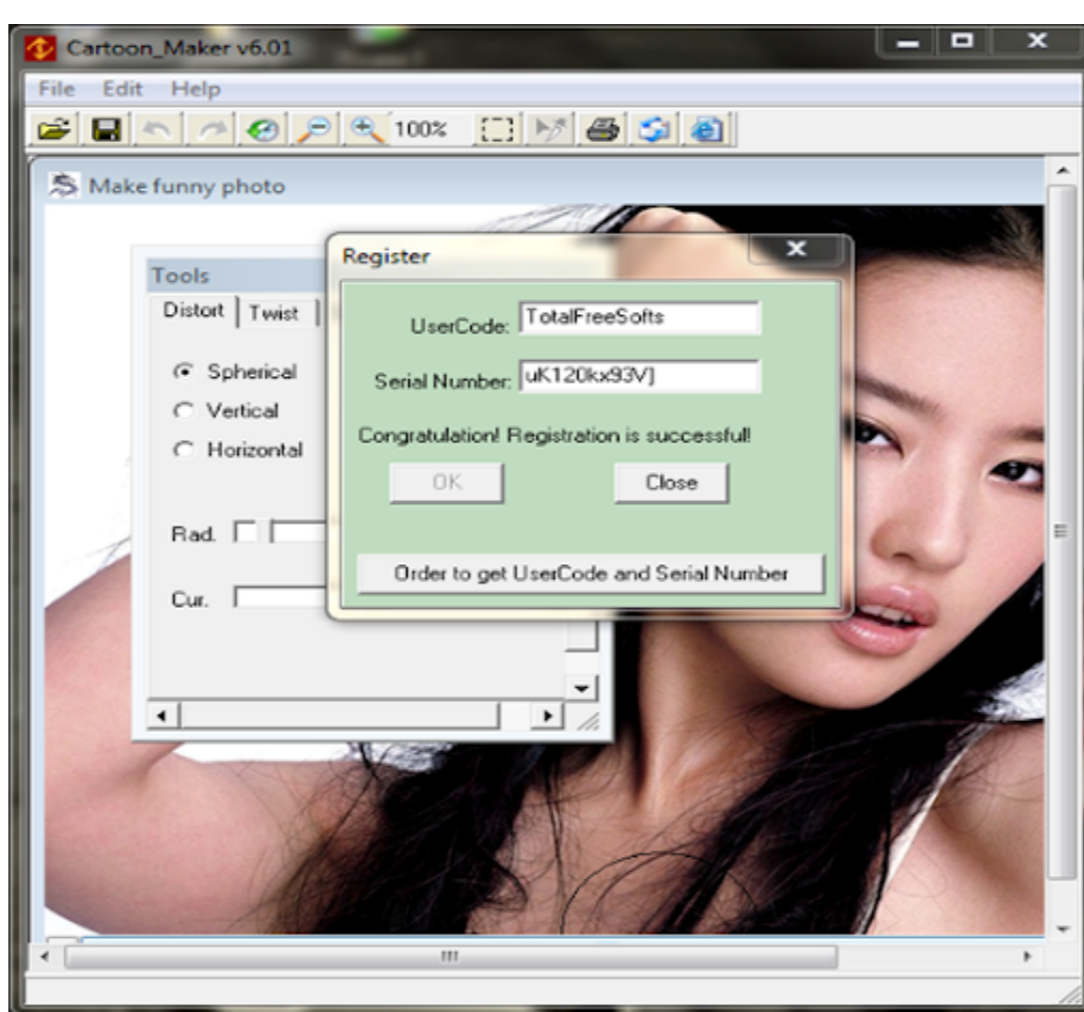 Cartoon_Maker v6.01
File Edit Help
100%
Make funny photo
Tools
Distort Twist
Spherical
Vertical
Horizontal
Rad.
Cur.
Register
UserCode: TotalFreeSofts
Serial Number: uK120kx93V]
Congratulation! Registration is successful!
OK Close
Order to get UserCode and Serial Number